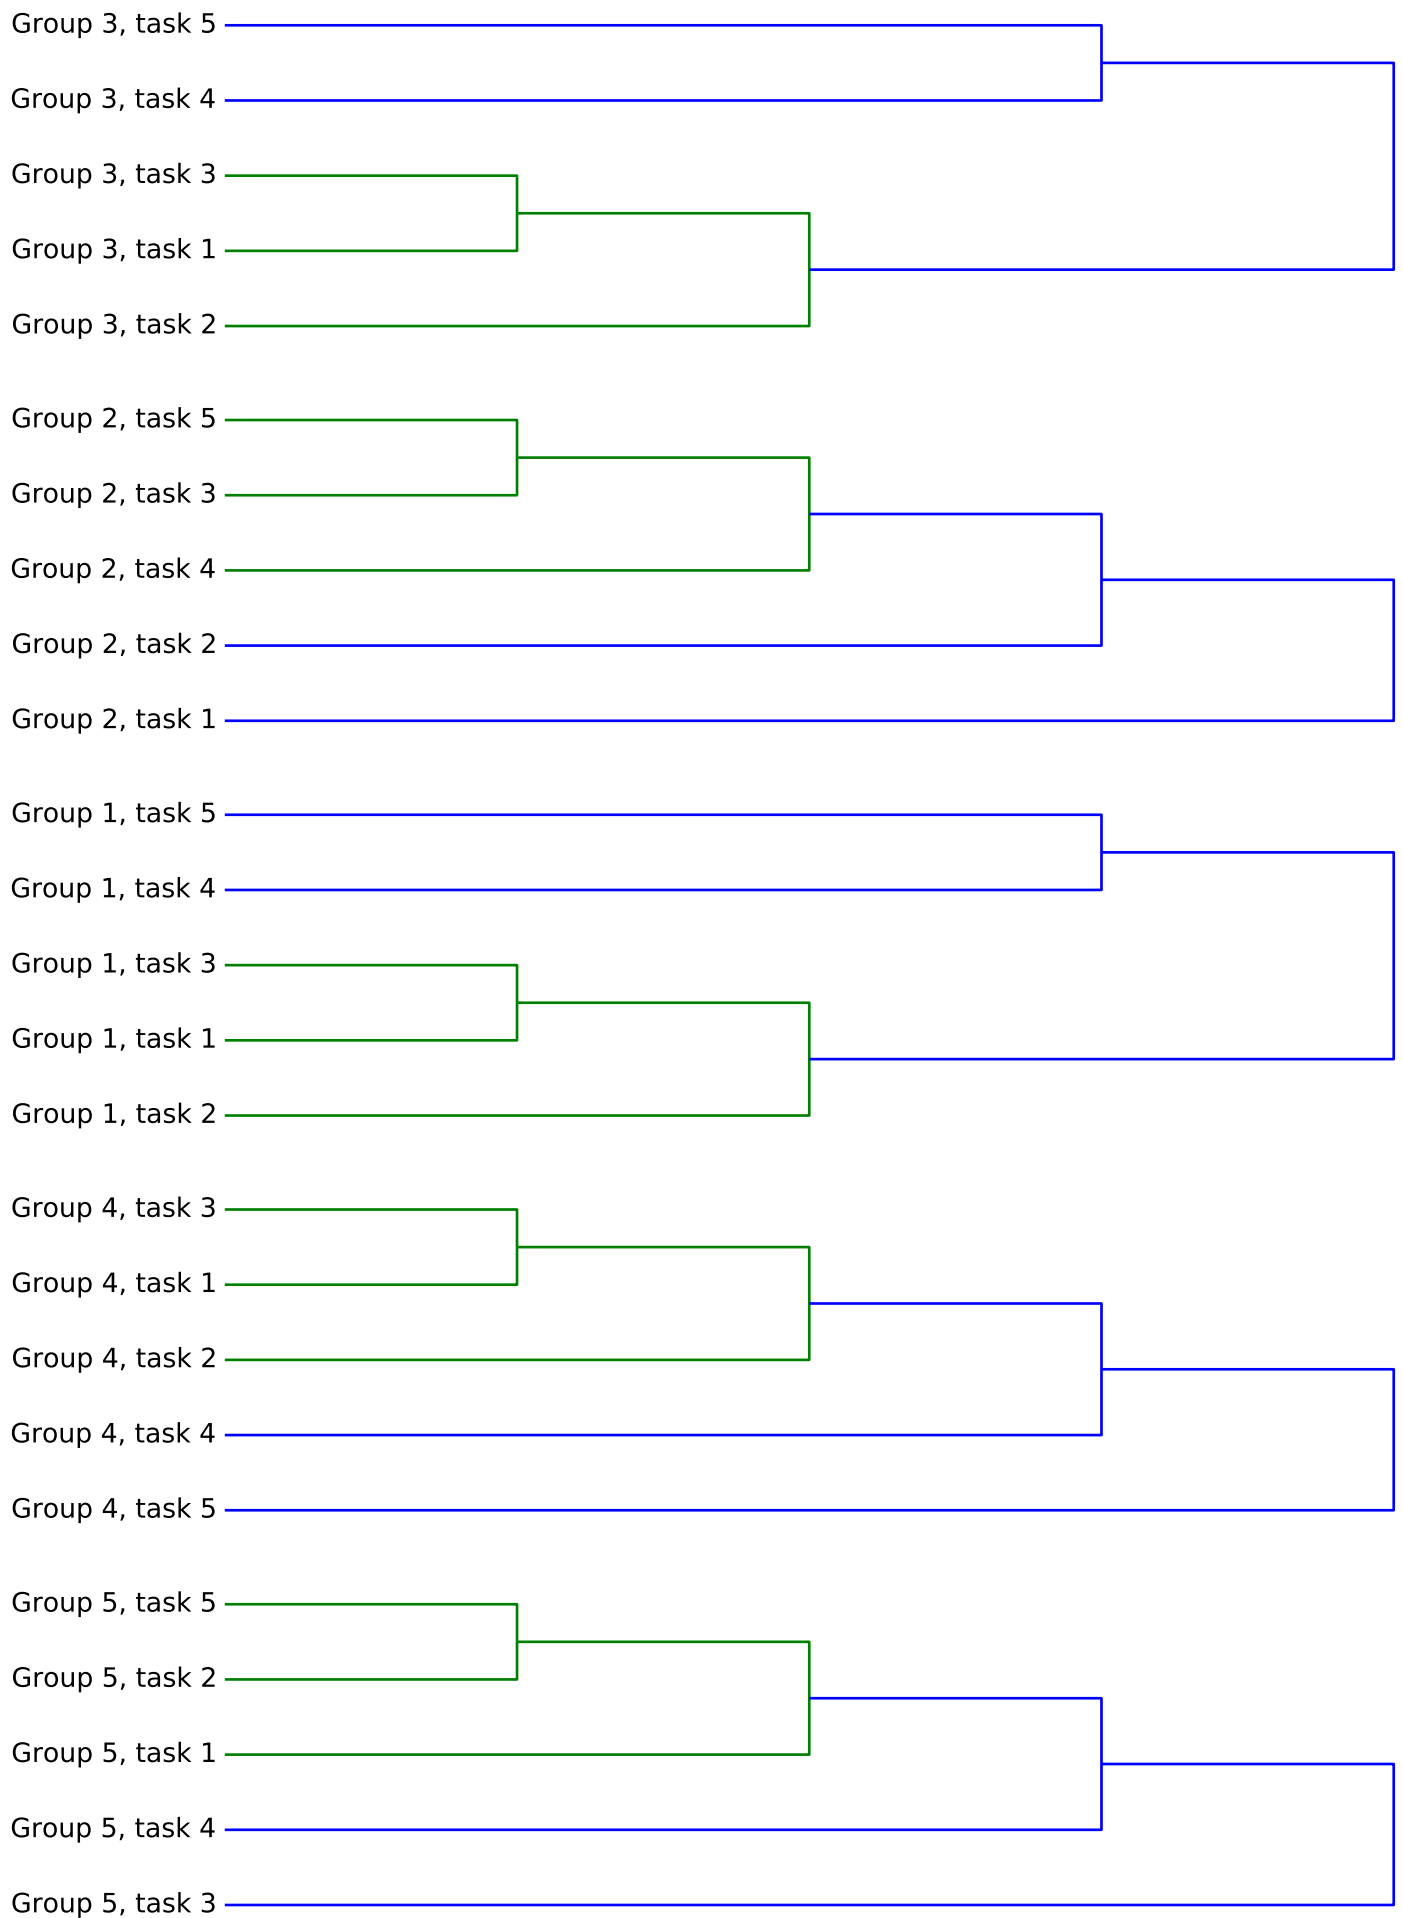 Group 3, task 5
Group 3, task 4
Group 3, task 3
Group 3, task 1
Group 3, task 2
Group 2, task 5
Group 2, task 3
Group 2, task 4
Group 2, task 2
Group 2, task 1
Group 1, task 5
Group 1, task 4
Group 1, task 3
Group 1, task 1
Group 1, task 2
Group 4, task 3
Group 4, task 1
Group 4, task 2
Group 4, task 4
Group 4, task 5
Group 5, task 5
Group 5, task 2
Group 5, task 1
Group 5, task 4
Group 5, task 3